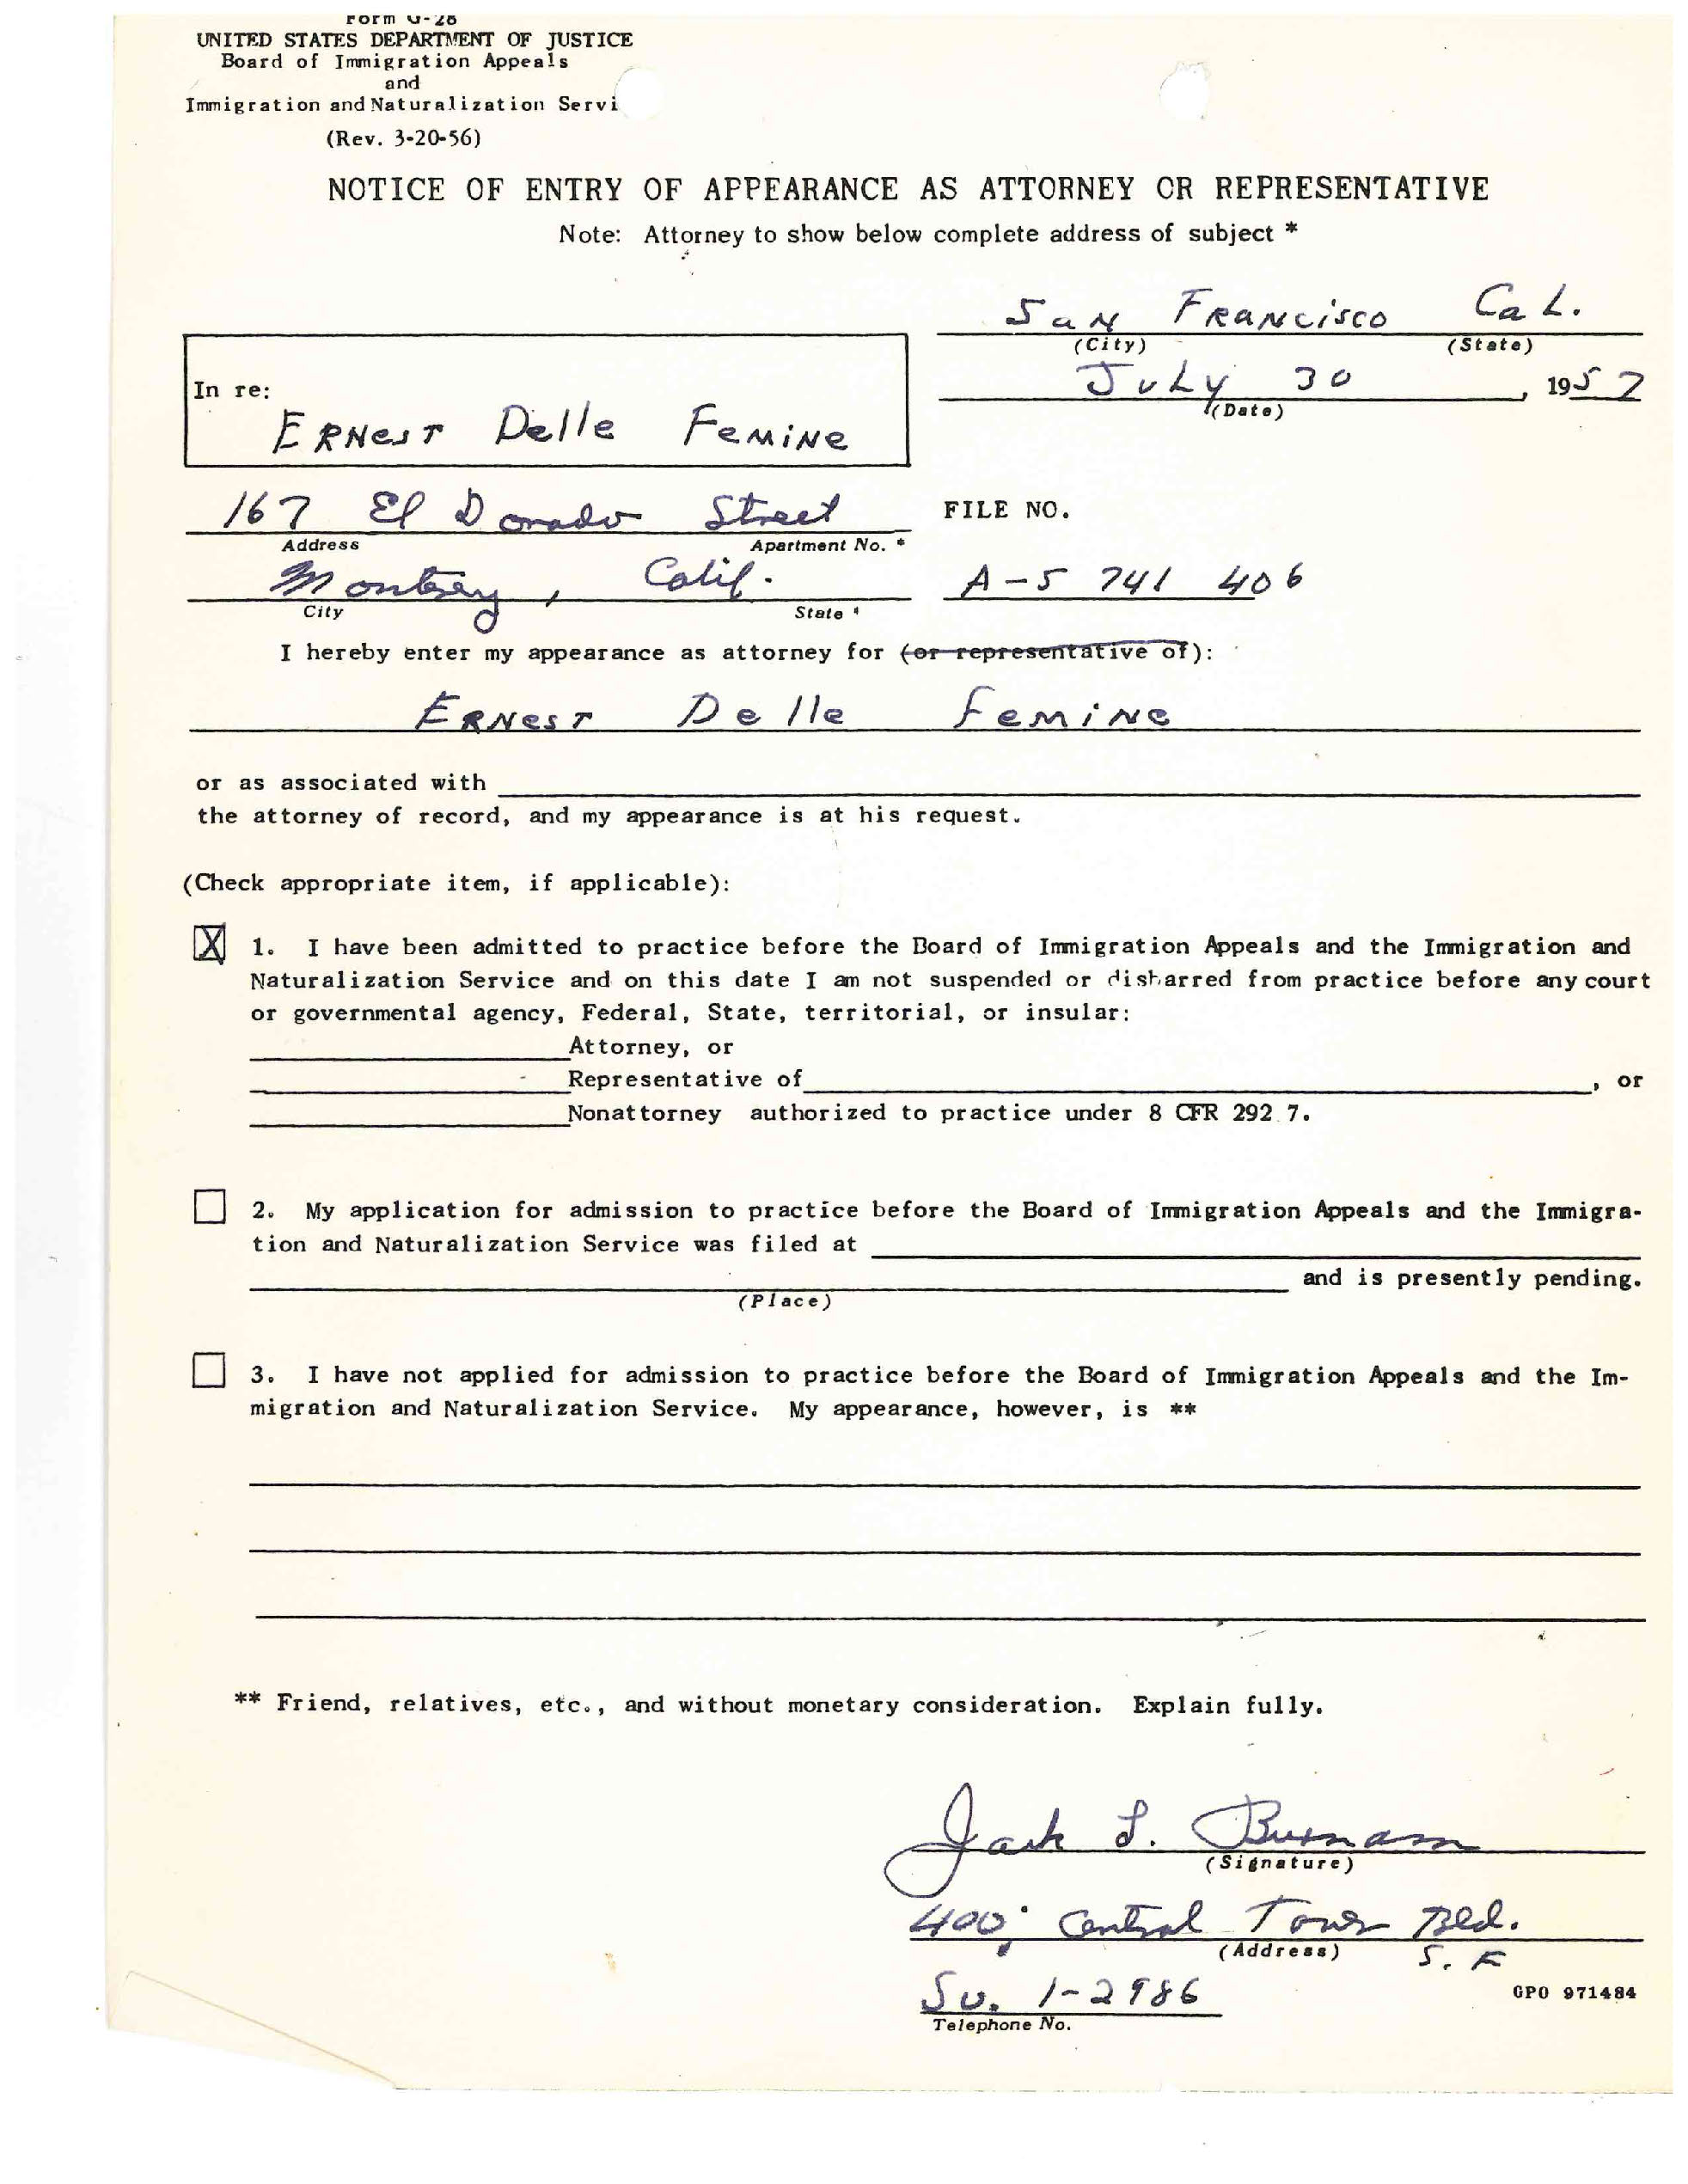 Form G-28
UNITED STATES DEPARTMENT OF JUSTICE
Board of Immigration Appeals
and
Immigration and Naturalization Servi
(Rev. 3-20-56)
NOTICE OF ENTRY OF APPEARANCE AS ATTORNEY OR REPRESENTATIVE
Note: Attorney to show below complete address of subject *
San Francisco Cal.
(City) (State)
July 30, 1957
(Date)
In re:
Ernest Delle Femine
167 El Dorado Street
Address Apartment No. *
FILE NO.
Monterey, Calif.
City State *
A-5 741 406
I hereby enter my appearance as attorney for (or representative of):
Ernest Delle Femine
or as associated with
the attorney of record, and my appearance is at his request.
(Check appropriate item, if applicable):
X 1. I have been admitted to practice before the Board of Immigration Appeals and the Immigration and
Naturalization Service and on this date I am not suspended or disbarred from practice before any court
or governmental agency, Federal, State, territorial, or insular:
Attorney, or
Representative of , or
Nonattorney authorized to practice under 8 CFR 292.7.
2. My application for admission to practice before the Board of Immigration Appeals and the Immigra-
tion and Naturalization Service was filed at
and is presently pending.
(Place)
3. I have not applied for admission to practice before the Board of Immigration Appeals and the Im-
migration and Naturalization Service. My appearance, however, is **
** Friend, relatives, etc., and without monetary consideration. Explain fully.
Jack L. Burnam
(Signature)
400 Central Tower Bld.
(Address) S. F
Su. 1-2986
Telephone No.
GPO 971484